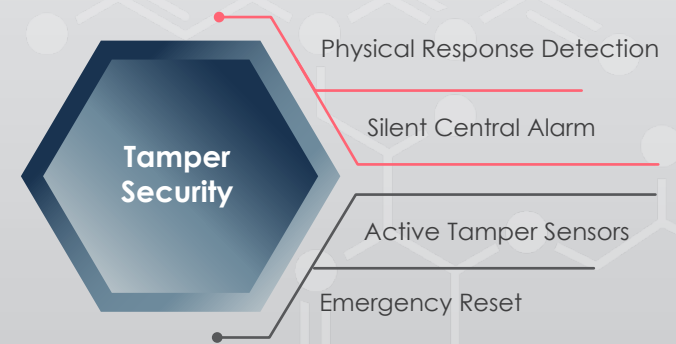 Physical Response Detection
Silent Central Alarm
Tamper
Security
Active Tamper Sensors
Emergency Reset